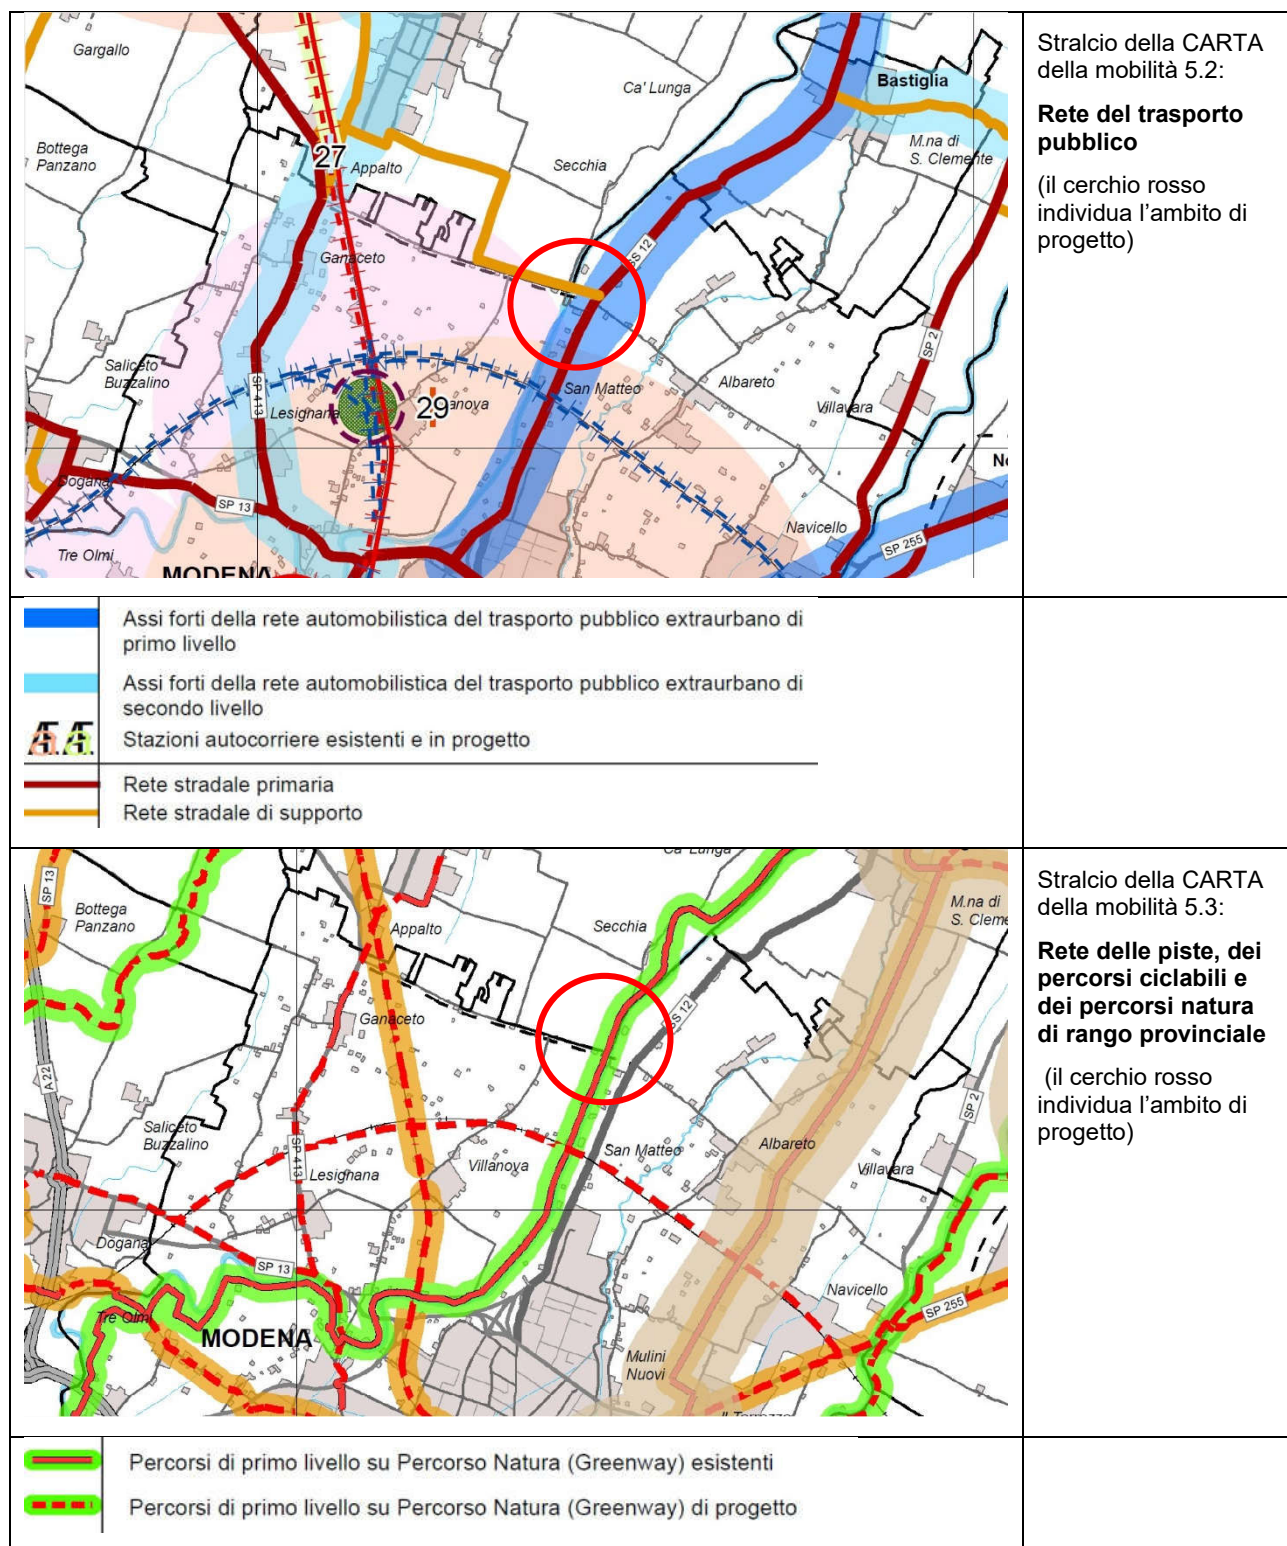 Gargallo
Bottega
Panzano
27
Appalto
Ca' Lunga
Secchia
Bastiglia
M.na di
S. Clemente
SS 12
Ganaceto
Saliceto
Buzzalino
SP 413
Lesignana
29
San Matteo
Albareto
SP 2
Villavara
Dogana
SP 13
Tre Olmi
MODENA
Navicello
SP 255
Stralcio della CARTA
della mobilità 5.2:
Rete del trasporto
pubblico
(il cerchio rosso
individua l'ambito di
progetto)
Assi forti della rete automobilistica del trasporto pubblico extraurbano di
primo livello
Assi forti della rete automobilistica del trasporto pubblico extraurbano di
secondo livello
Stazioni autocorriere esistenti e in progetto
Rete stradale primaria
Rete stradale di supporto
SP 13
Bottega
Panzano
Appalto
Ca' Lunga
Secchia
M.na di
S. Cleme
SS 12
Ganaceto
A 22
Saliceto
Buzzalino
SP 413
Lesignana
Villanova
San Matteo
Albareto
SP 2
Villavara
Dogana
SP 13
Tre Olmi
MODENA
Navicello
SP 255
Mulini
Nuovi
Stralcio della CARTA
della mobilità 5.3:
Rete delle piste, dei
percorsi ciclabili e
dei percorsi natura
di rango provinciale
(il cerchio rosso
individua l'ambito di
progetto)
Percorsi di primo livello su Percorso Natura (Greenway) esistenti
Percorsi di primo livello su Percorso Natura (Greenway) di progetto